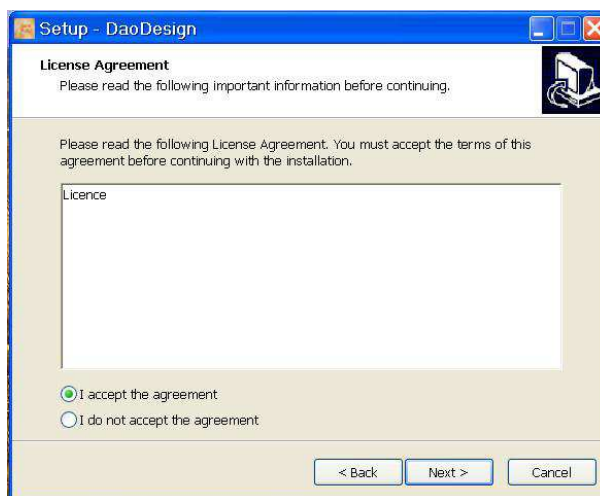 Setup - DaoDesign
License Agreement
Please read the following important information before continuing.
Please read the following License Agreement. You must accept the terms of this
agreement before continuing with the installation.
Licence
I accept the agreement
I do not accept the agreement
< Back
Next >
Cancel